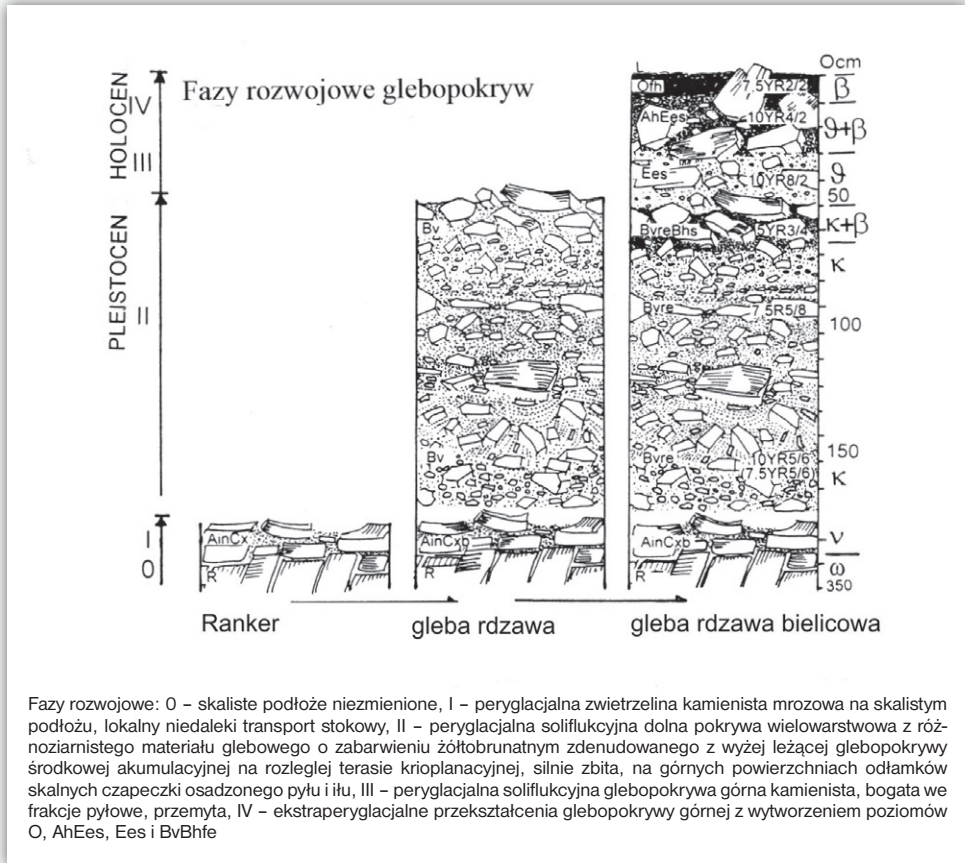 Fazy rozwojowe glebopokryw
HOLOCEN
PLEJSTOCEN
IV
III
II
I
0
Bv
Bv
AinCx
R
AinCxb
R
L
Ofh
AhEes
Ees
BvreBhs
Bvre
Bvre
AinCxb
R
7.5YR2/2
10YR4/2
10YR8/2
5YR3/4
7.5R5/8
10YR5/6
(7.5YR5/6)
Ocm
50
100
150
350
β
ϑ+β
ϑ
κ+β
κ
κ
ν
ω
Ranker
gleba rdzawa
gleba rdzawa bielicowa
Fazy rozwojowe: 0 – skaliste podłoże niezmienione, I – peryglacjalna zwietrzelina kamienista mrozowa na skalistym
podłożu, lokalny niedaleki transport stokowy, II – peryglacjalna soliflukcyjna dolna pokrywa wielowarstwowa z róż-
noziarnistego materiału glebowego o zabarwieniu żółtobrunatnym zdenudowanego z wyżej leżącej glebopokrywy
środkowej akumulacyjnej na rozleglej terasie krioplanacyjnej, silnie zbita, na górnych powierzchniach odłamków
skalnych czapeczki osadzonego pyłu i iłu, III – peryglacjalna soliflukcyjna glebopokrywa górna kamienista, bogata we
frakcje pyłowe, przemyta, IV – ekstraperyglacjalne przekształcenia glebopokrywy górnej z wytworzeniem poziomów
O, AhEes, Ees i BvBhfe